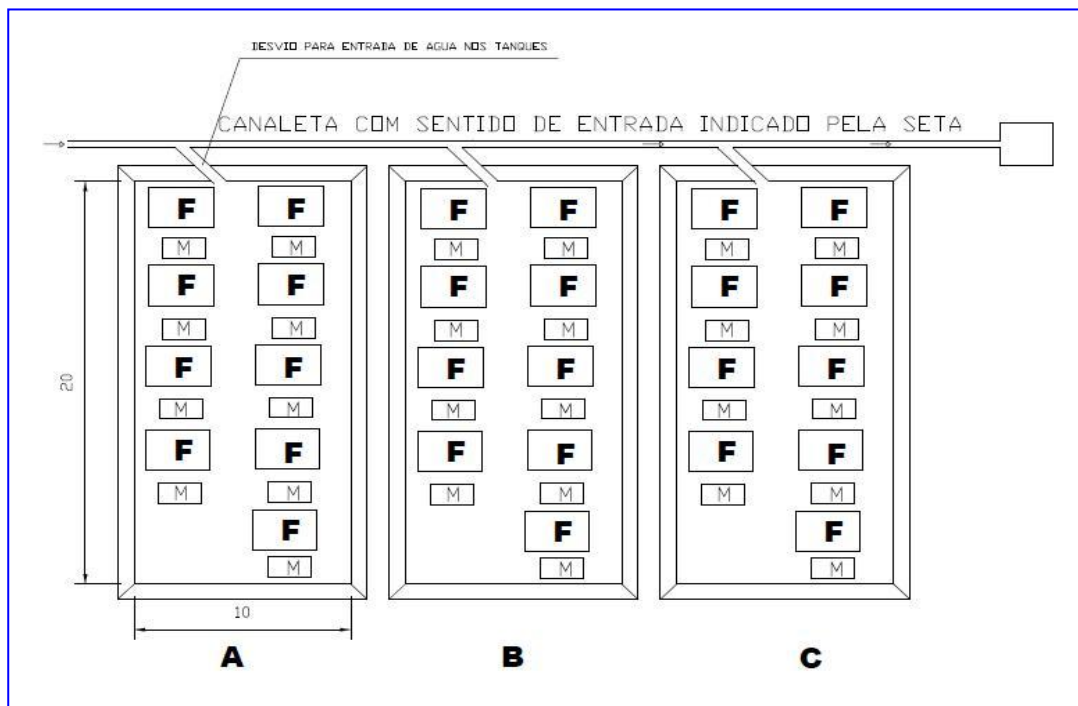 DESVIO PARA ENTRADA DE AGUA NOS TANQUES
CANALETA COM SENTIDO DE ENTRADA INDICADO PELA SETA
F F F F F F
M M M M M M
F F F F F F
M M M M M M
20
F F F F F F
M M M M M M
F F F F F F
M M M M M M
F F F
M M M
10
A B C